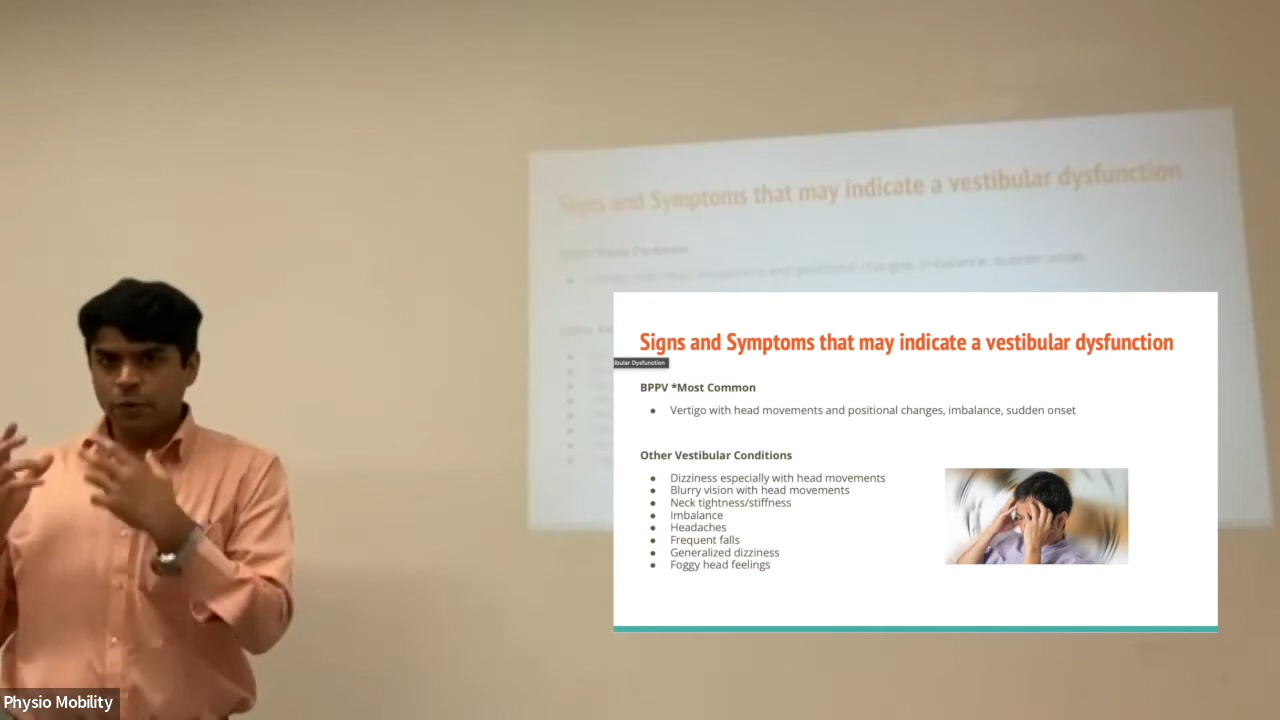 Signs and Symptoms that may indicate a vestibular dysfunction
Signs and Symptoms that may indicate a vestibular dysfunction
ibular Dysfunction
BPPV *Most Common
● Vertigo with head movements and positional changes, imbalance, sudden onset
Other Vestibular Conditions
● Dizziness especially with head movements
● Blurry vision with head movements
● Neck tightness/stiffness
● Imbalance
● Headaches
● Frequent falls
● Generalized dizziness
● Foggy head feelings
Physio Mobility